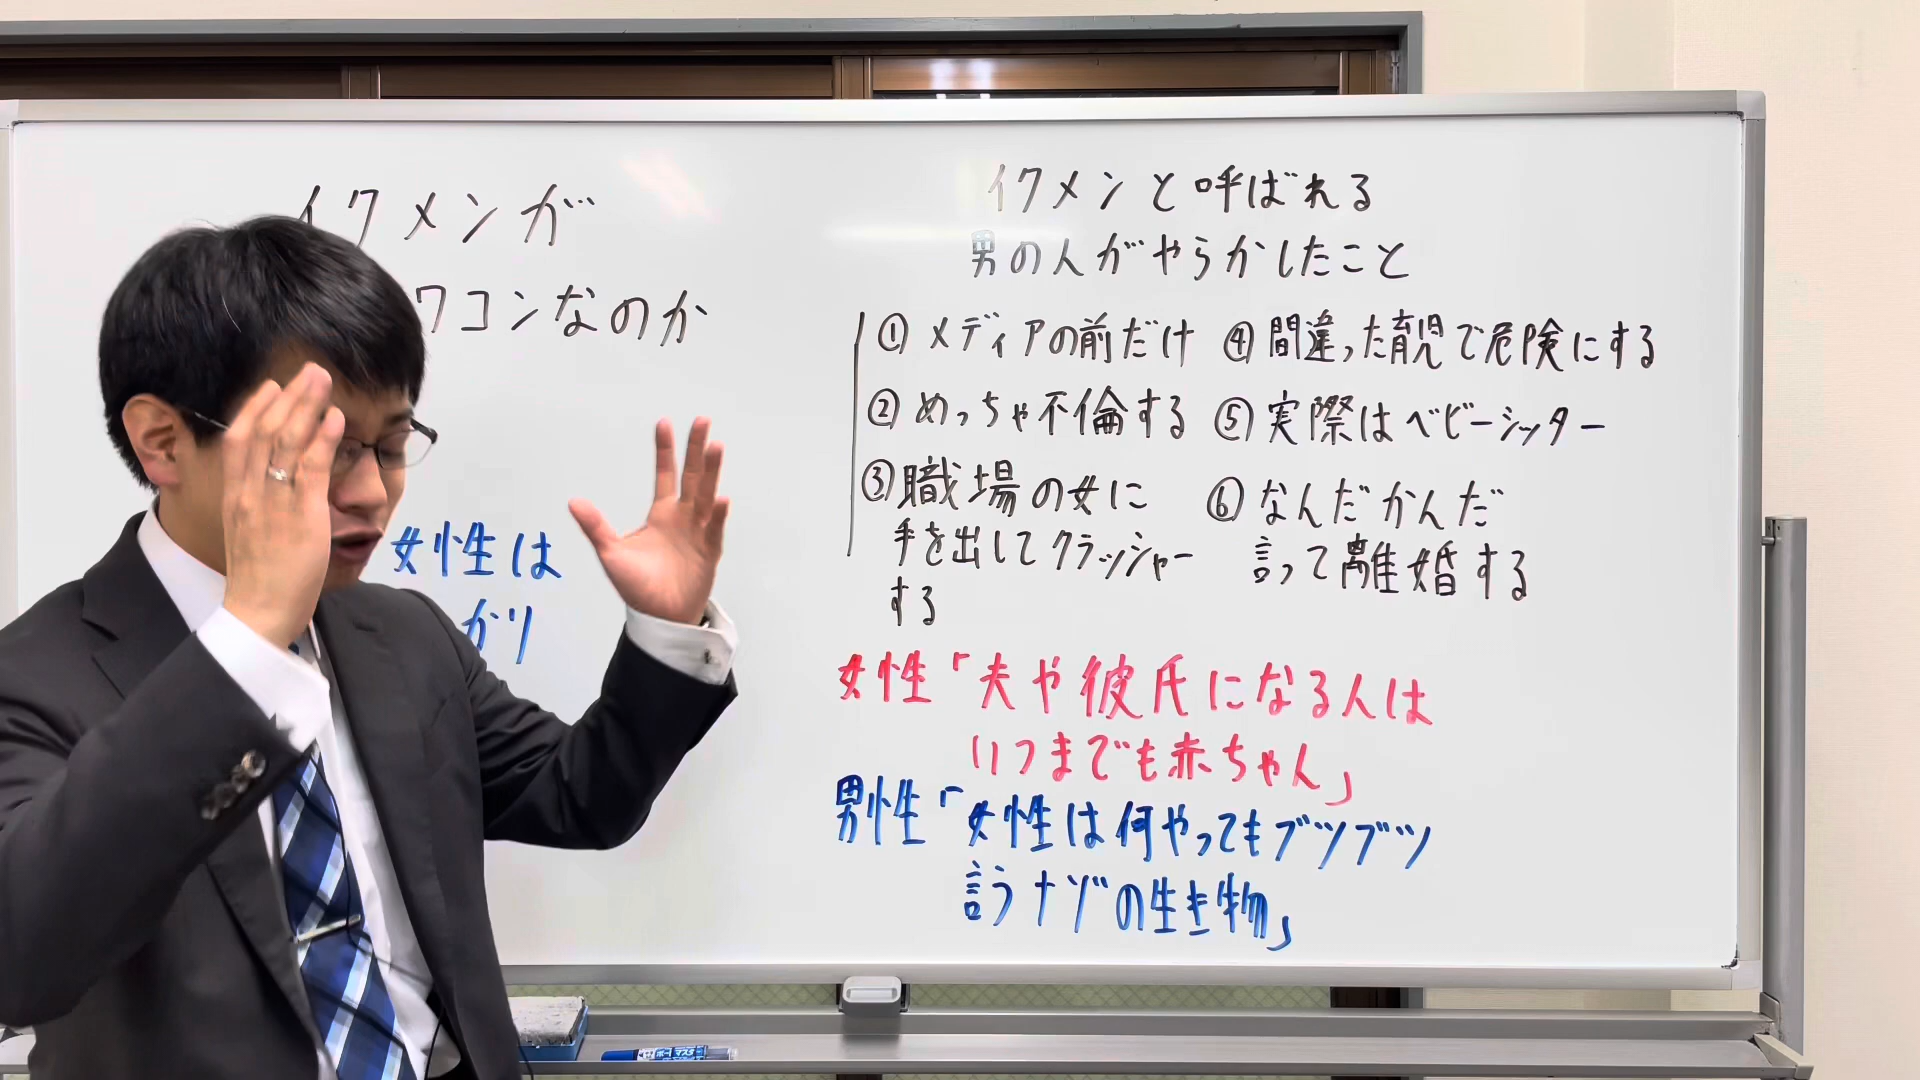 イクメンが
ワコンなのか
女性は
かり
イクメンと呼ばれる
男の人がやらかしたこと
①メディアの前だけ
②めっちゃ不倫する
③職場の女に
手を出してクラッシャー
する
④間違った育児で危険にする
⑤実際はベビーシッター
⑥なんだかんだ
言って離婚する
女性「夫や彼氏になる人は
いつまでも赤ちゃん」
男性「女性は何やってもブツブツ
言うナゾの生き物」
ボードマスター